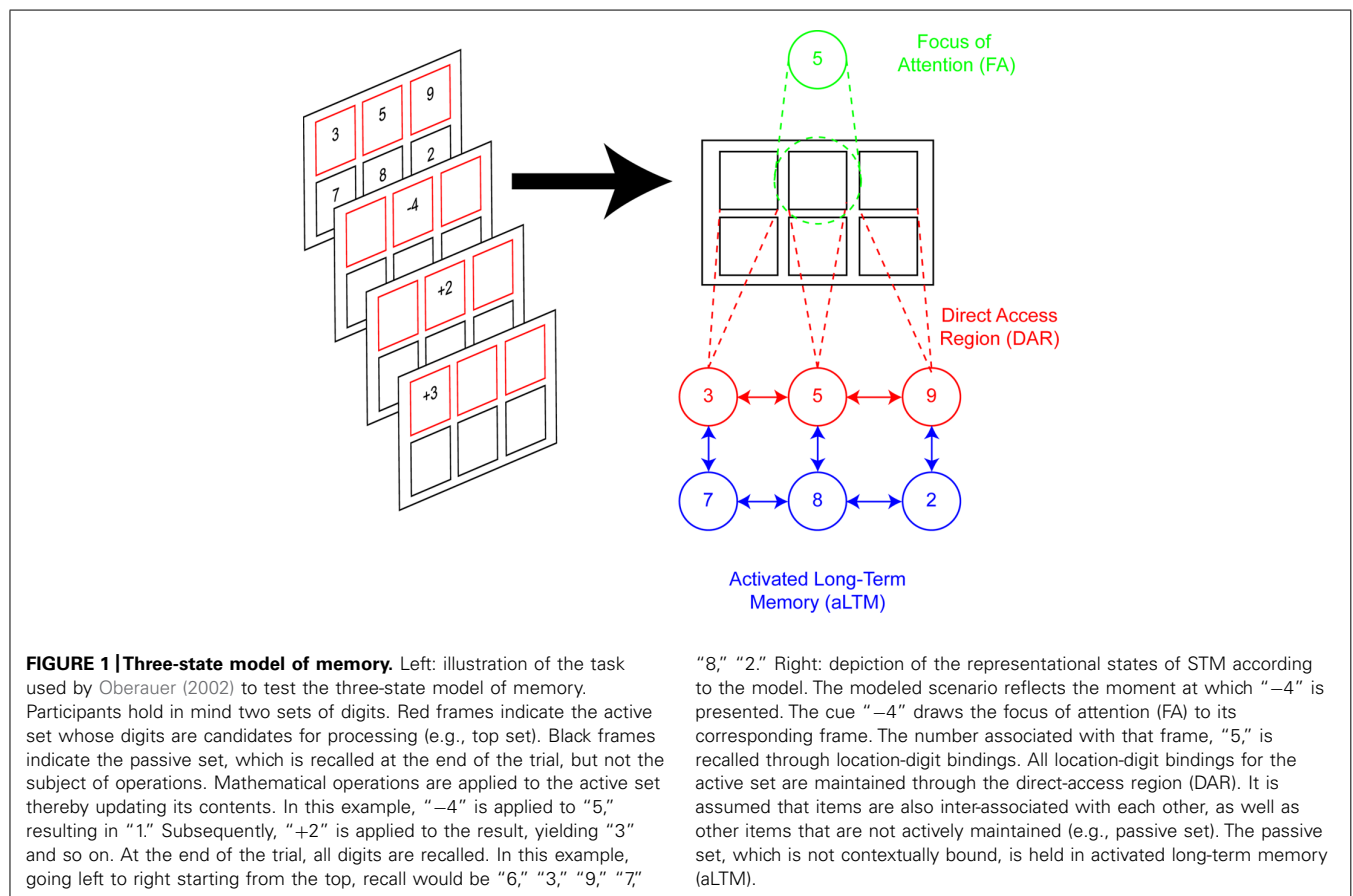 5
Focus of
Attention (FA)
3 5 9
7 8 2
-4
+2
+3
Direct Access
Region (DAR)
3 5 9
7 8 2
Activated Long-Term
Memory (aLTM)
FIGURE 1 | Three-state model of memory. Left: illustration of the task
used by Oberauer (2002) to test the three-state model of memory.
Participants hold in mind two sets of digits. Red frames indicate the active
set whose digits are candidates for processing (e.g., top set). Black frames
indicate the passive set, which is recalled at the end of the trial, but not the
subject of operations. Mathematical operations are applied to the active set
thereby updating its contents. In this example, “−4” is applied to “5,”
resulting in “1.” Subsequently, “+2” is applied to the result, yielding “3”
and so on. At the end of the trial, all digits are recalled. In this example,
going left to right starting from the top, recall would be “6,” “3,” “9,” “7,”
“8,” “2.” Right: depiction of the representational states of STM according
to the model. The modeled scenario reflects the moment at which “−4” is
presented. The cue “−4” draws the focus of attention (FA) to its
corresponding frame. The number associated with that frame, “5,” is
recalled through location-digit bindings. All location-digit bindings for the
active set are maintained through the direct-access region (DAR). It is
assumed that items are also inter-associated with each other, as well as
other items that are not actively maintained (e.g., passive set). The passive
set, which is not contextually bound, is held in activated long-term memory
(aLTM).